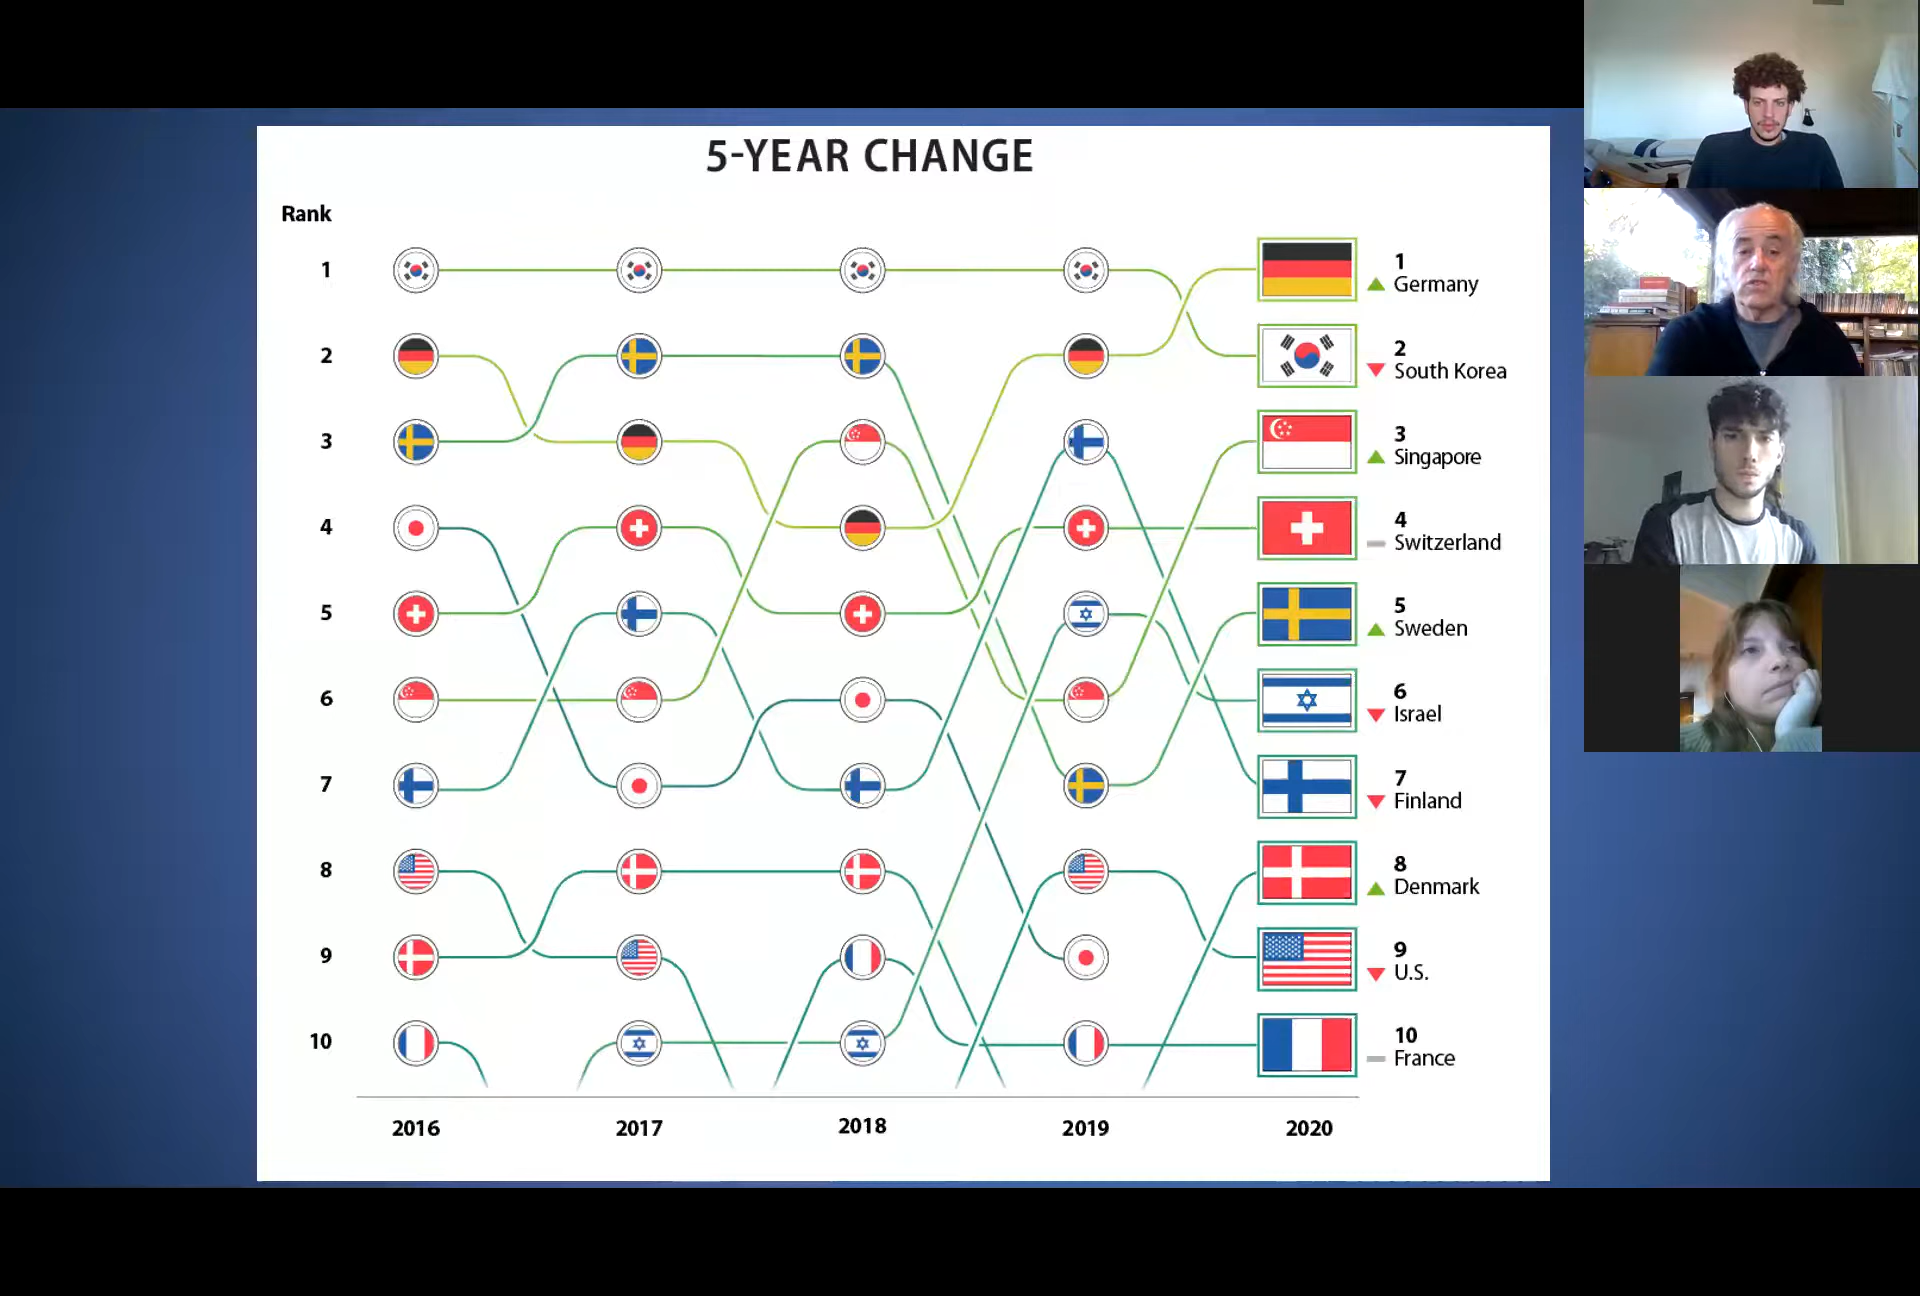 5-YEAR CHANGE
Rank
1
2
3
4
5
6
7
8
9
10
1
Germany
2
South Korea
3
Singapore
4
Switzerland
5
Sweden
6
Israel
7
Finland
8
Denmark
9
U.S.
10
France
2016 2017 2018 2019 2020